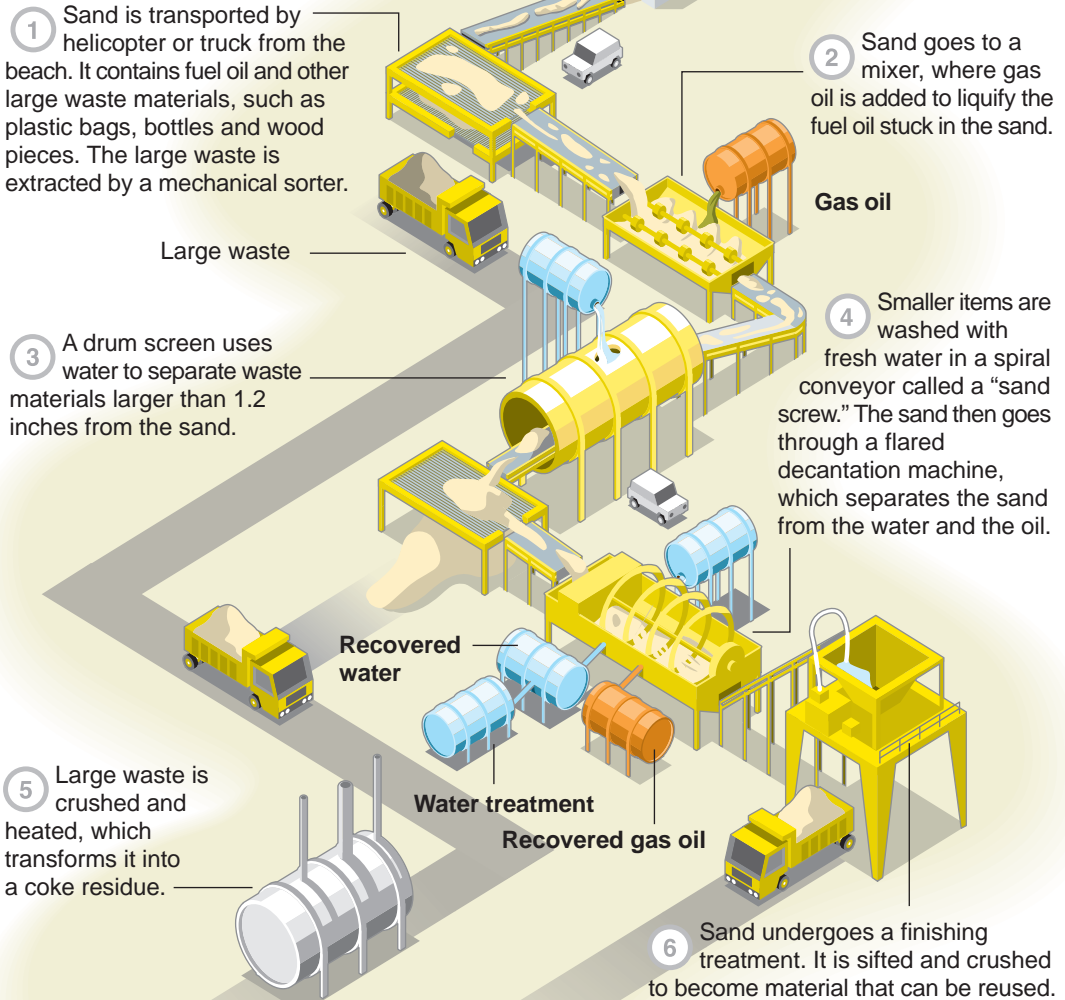 1
Sand is transported by
helicopter or truck from the
beach. It contains fuel oil and other
large waste materials, such as
plastic bags, bottles and wood
pieces. The large waste is
extracted by a mechanical sorter.
2
Sand goes to a
mixer, where gas
oil is added to liquify the
fuel oil stuck in the sand.
Gas oil
Large waste
3
A drum screen uses
water to separate waste
materials larger than 1.2
inches from the sand.
4
Smaller items are
washed with
fresh water in a spiral
conveyor called a “sand
screw.” The sand then goes
through a flared
decantation machine,
which separates the sand
from the water and the oil.
Recovered
water
Water treatment
Recovered gas oil
5
Large waste is
crushed and
heated, which
transforms it into
a coke residue.
6
Sand undergoes a finishing
treatment. It is sifted and crushed
to become material that can be reused.